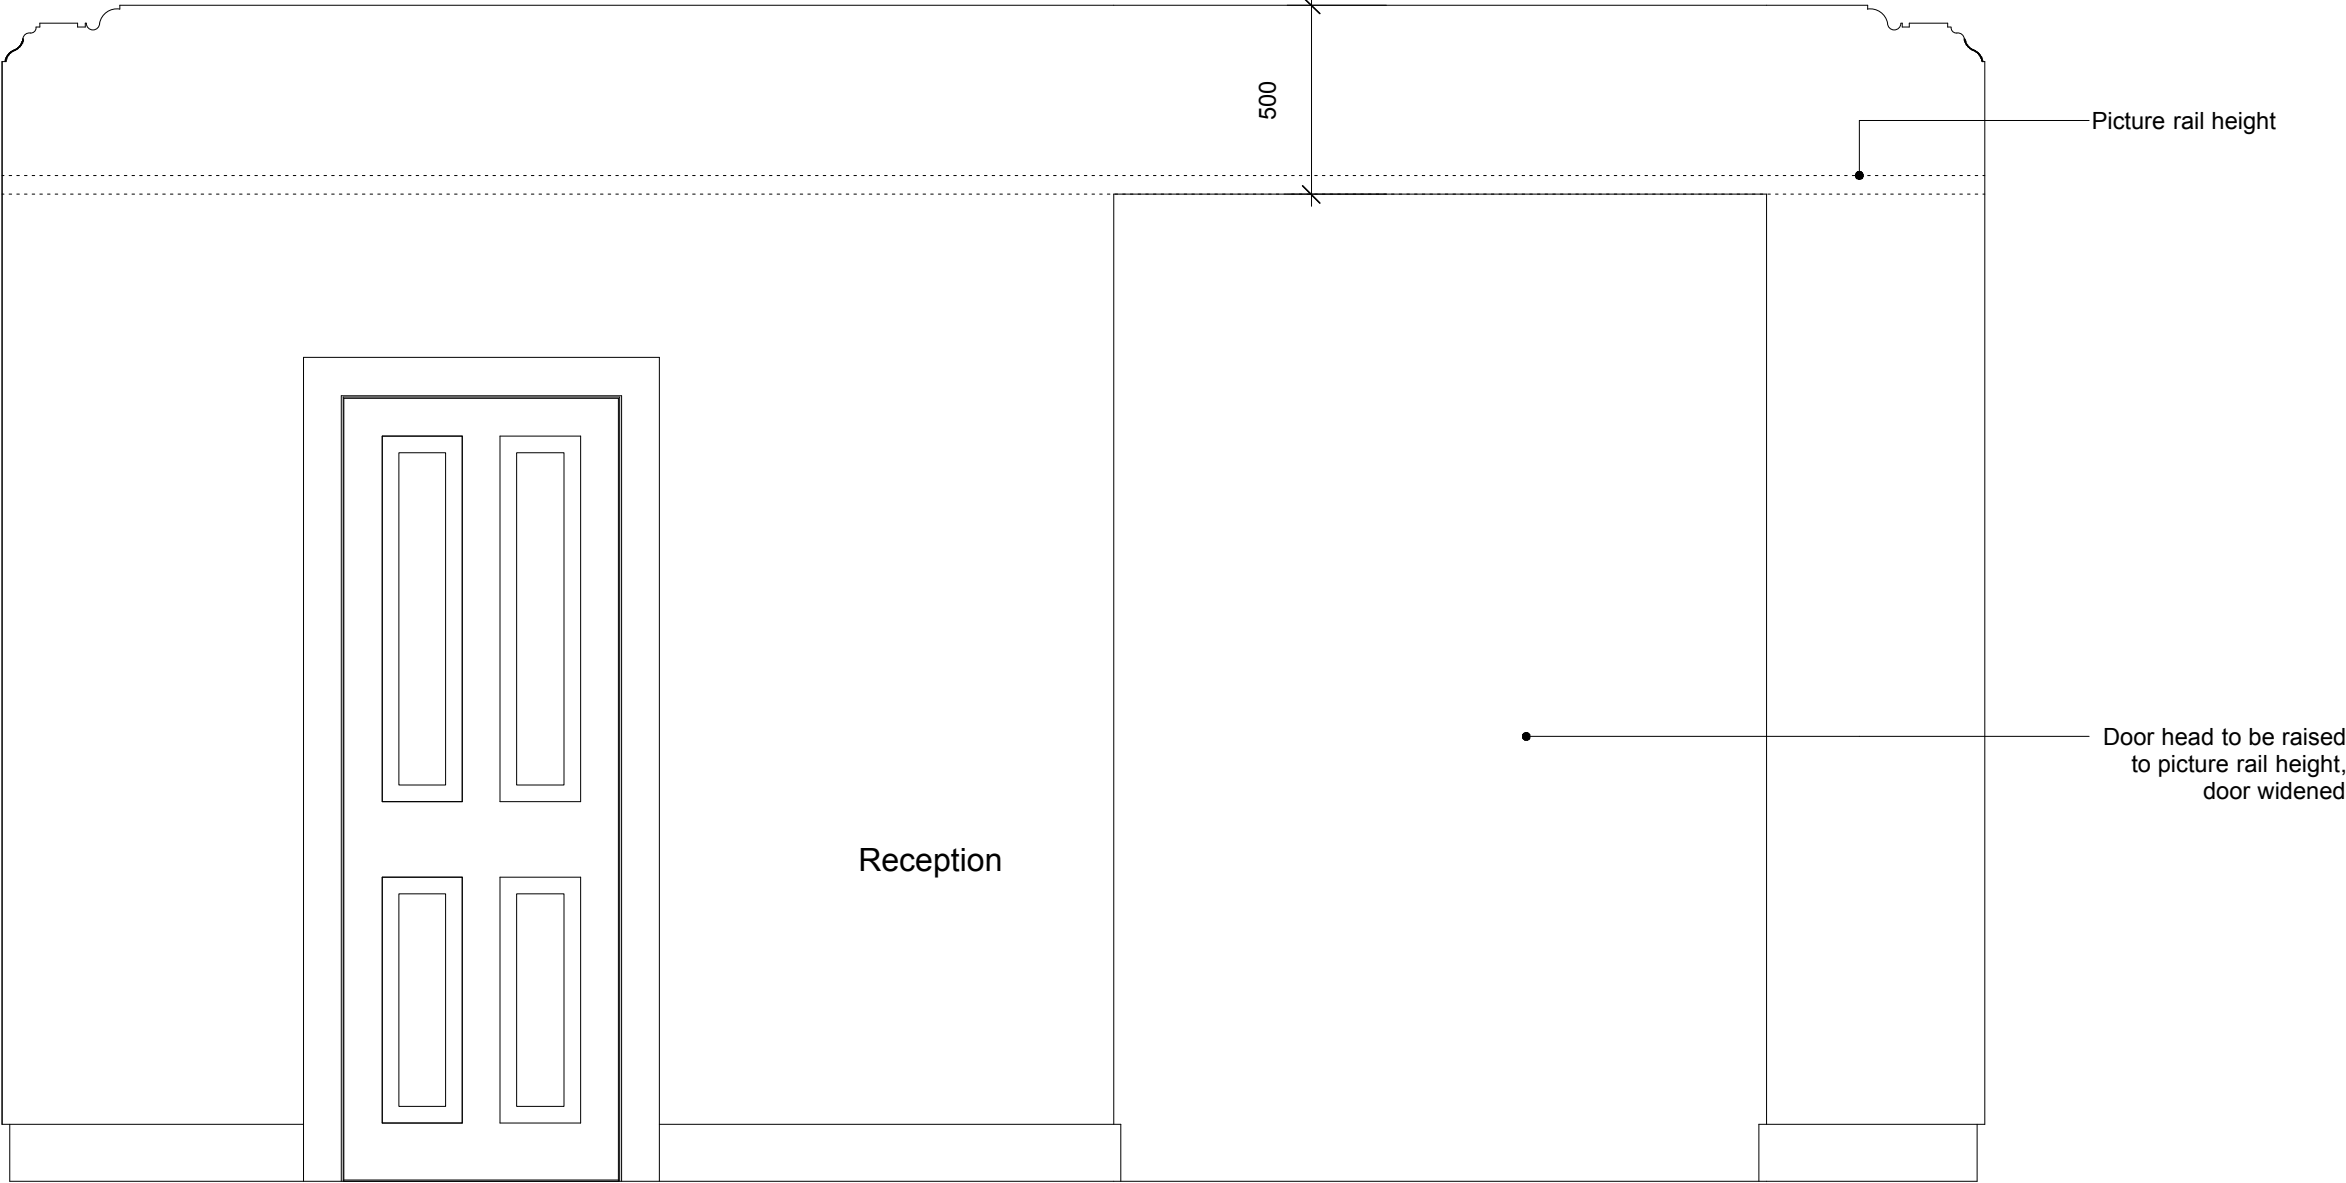 500
Picture rail height
Door head to be raised
to picture rail height,
door widened
Reception